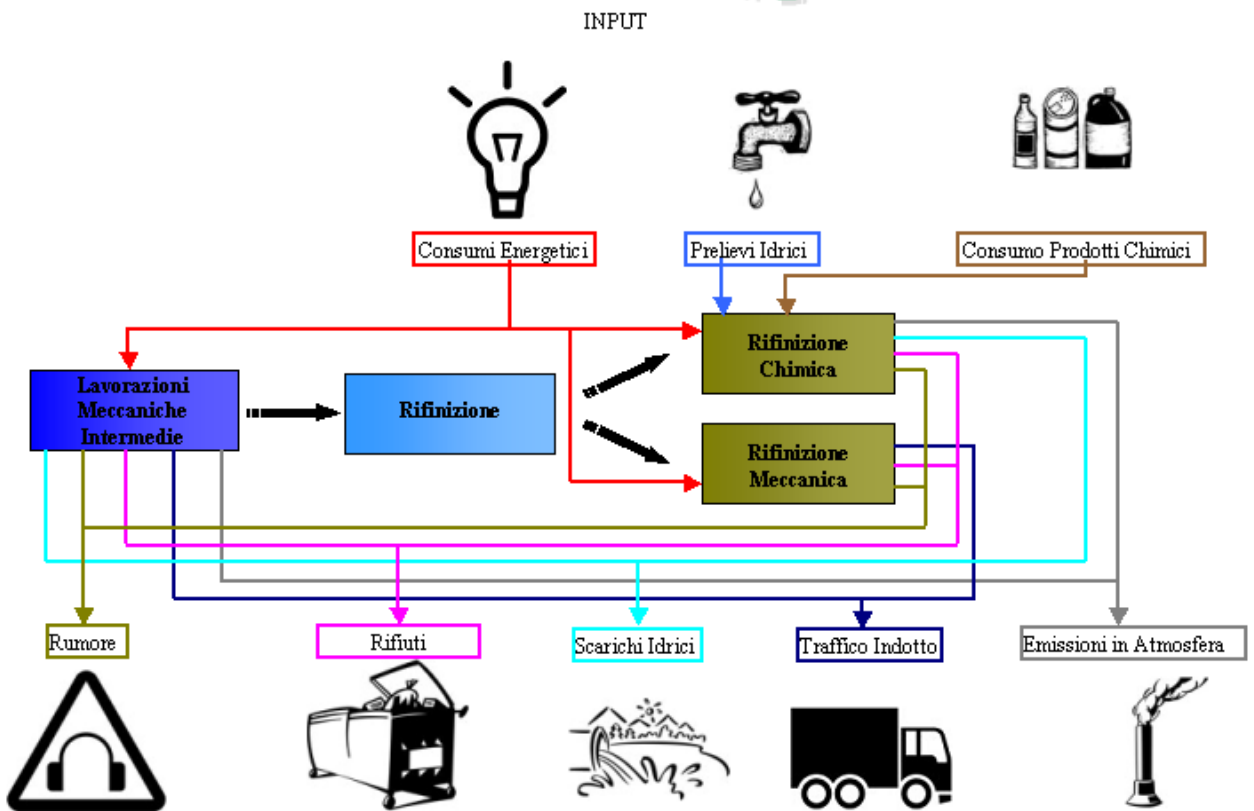 INPUT
Consumi Energetici
Prelievi Idrici
Consumo Prodotti Chimici
Rifinizione
Chimica
Lavorazioni
Meccaniche
Intermedie
Rifinizione
Rifinizione
Meccanica
Rumore
Rifiuti
Scarichi Idrici
Traffico Indotto
Emissioni in Atmosfera